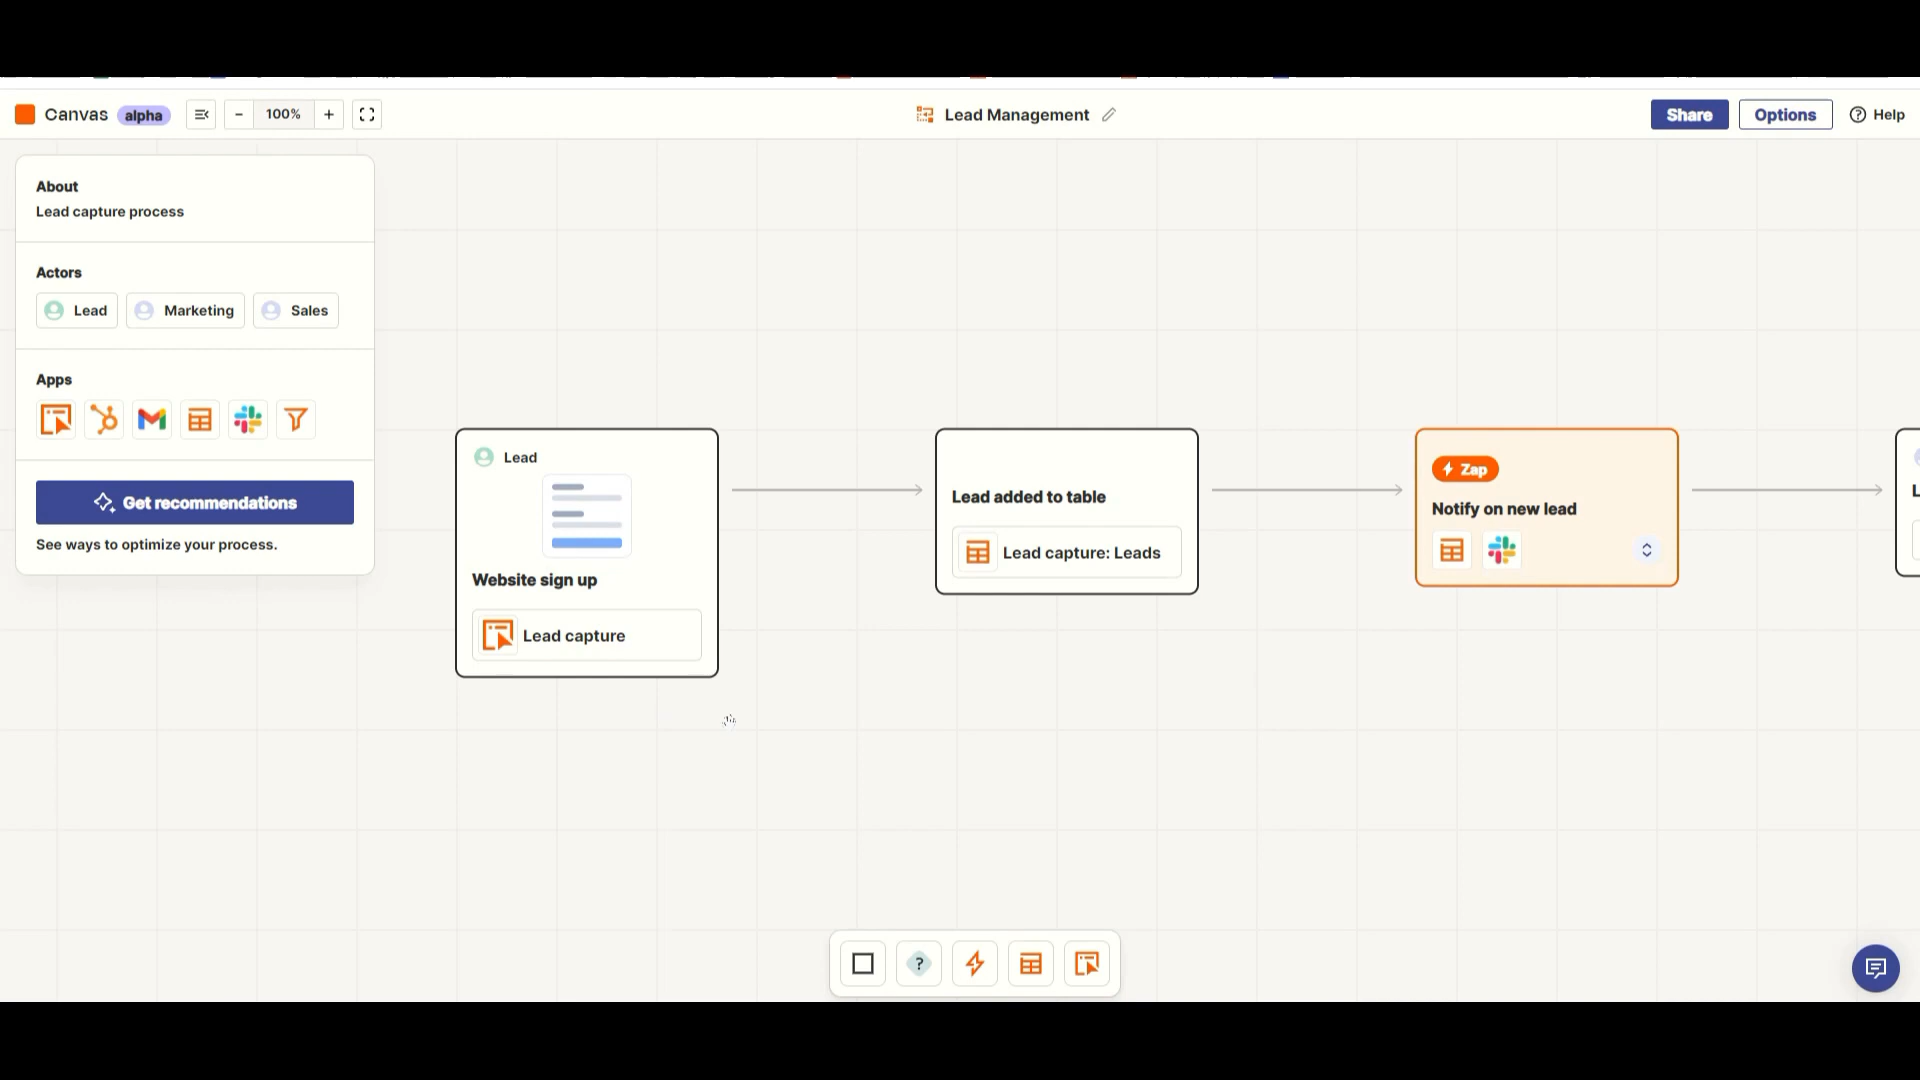 Canvas alpha
100%
Lead Management
Share
Options
Help
About
Lead capture process
Actors
Lead
Marketing
Sales
Apps
Get recommendations
See ways to optimize your process.
Lead
Website sign up
Lead capture
Lead added to table
Lead capture: Leads
Zap
Notify on new lead